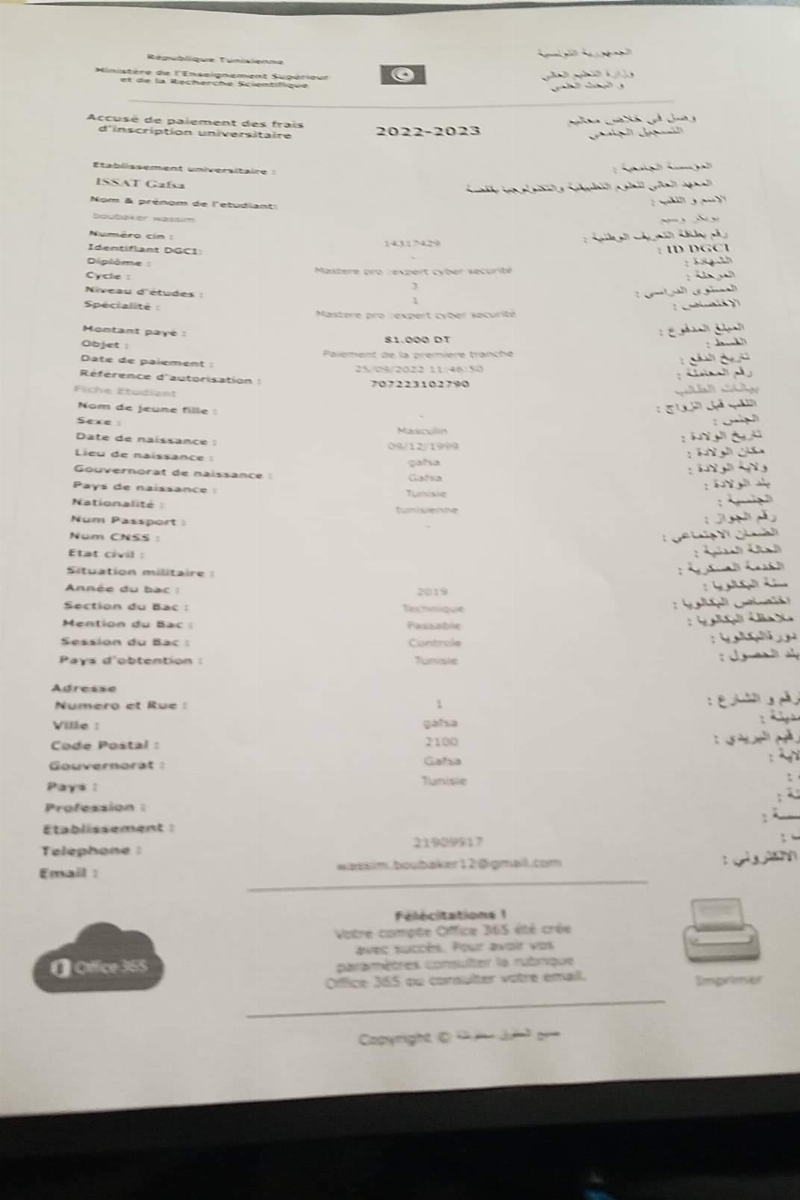 République Tunisienne
الجمهورية التونسية
Ministère de l'Enseignement Supérieur
et de la Recherche Scientifique
وزارة التعليم العالي
و البحث العلمي
Accusé de paiement des frais
d'inscription universitaire
2022-2023
وصل في خلاص معاليم
التسجيل الجامعي
Etablissement universitaire :
المؤسسة الجامعية :
ISSAT Gafsa
المعهد العالي للعلوم التطبيقية والتكنولوجية بقفصة
Nom & prénom de l'etudiant:
الاسم و اللقب :
boubaker wassim
بوبكر وسيم
Numéro cin :
14317429
رقم بطاقة التعريف الوطنية :
Identifiant DGC1:
-
ID DGC1 :
Diplôme :
Mastere pro :expert cyber securité
الشهادة :
Cycle :
3
المرحلة :
Niveau d'études :
1
المستوى الدراسي :
Spécialité :
Mastere pro :expert cyber securité
الاختصاص :
Montant payé :
81.000 DT
المبلغ المدفوع :
Objet :
Paiement de la premiere tranche
القسط :
Date de paiement :
25/09/2022 11:46:50
تاريخ الدفع :
Référence d'autorisation :
707223102790
رقم المعاملة :
Fiche Etudiant
بيانات الطالب
Nom de jeune fille :
-
اللقب قبل الزواج :
Sexe :
Masculin
الجنس :
Date de naissance :
09/12/1999
تاريخ الولادة :
Lieu de naissance :
gafsa
مكان الولادة :
Gouvernorat de naissance :
Gafsa
ولاية الولادة :
Pays de naissance :
Tunisie
بلد الولادة :
Nationalité :
tunisienne
الجنسية :
Num Passport :
-
رقم الجواز :
Num CNSS :
الضمان الاجتماعي :
Etat civil :
الحالة المدنية :
Situation militaire :
الخدمة العسكرية :
Année du bac :
2019
سنة البكالوريا :
Section du Bac :
Technique
اختصاص البكالوريا :
Mention du Bac :
Passable
ملاحظة البكالوريا :
Session du Bac :
Controle
دورة البكالوريا :
Pays d'obtention :
Tunisie
بلد الحصول :
Adresse
Numero et Rue :
1
رقم و الشارع :
Ville :
gafsa
مدينة :
Code Postal :
2100
رقيم البريدي :
Gouvernorat :
Gafsa
لاية :
Pays :
Tunisie
:
Profession :
Etablishment :
Telephone :
21909917
Email :
wassim.boubaker12@gmail.com
الالكتروني :
Félécitations !
Votre compte Office 365 été crée
avec succès. Pour avoir vos
paramètres consulter la rubrique
Office 365 ou consulter votre email.
Office 365
Imprimer
Copyright © جميع الحقوق محفوظة